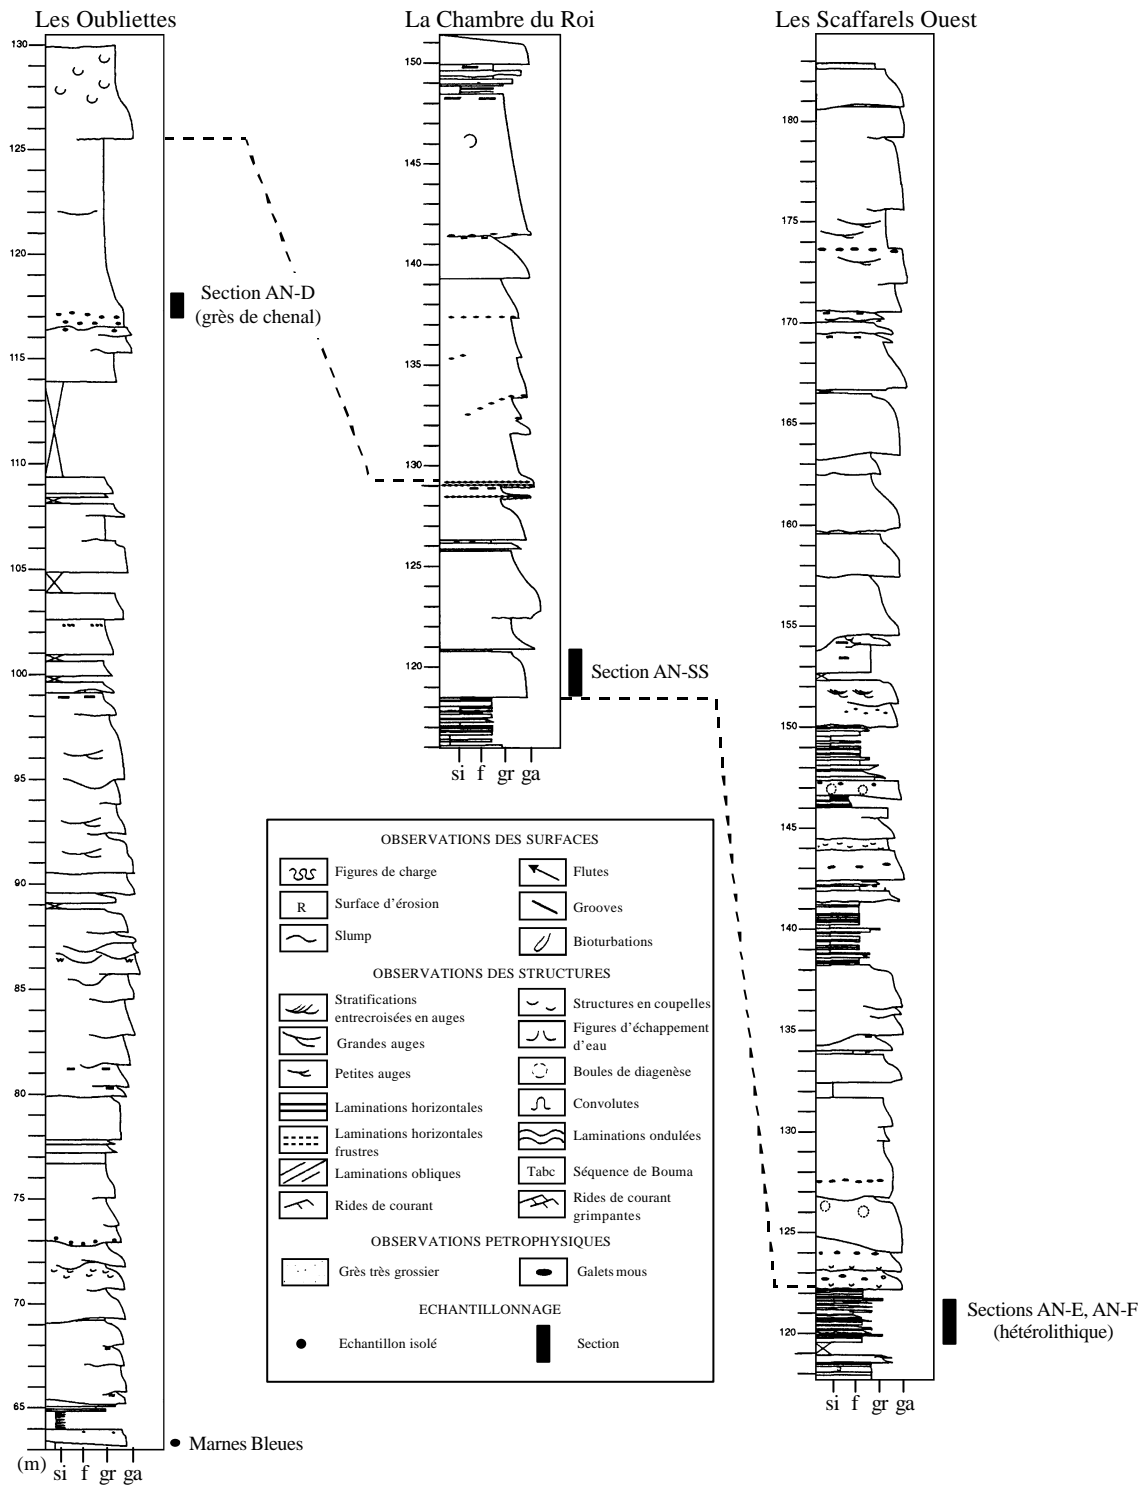 Les Oubliettes
La Chambre du Roi
Les Scaffarels Ouest
130
125
120
115
110
105
100
95
90
85
80
75
70
65
(m)
si f gr ga
Section AN-D
(grès de chenal)
Marnes Bleues
150
145
140
135
130
125
120
si f gr ga
Section AN-SS
180
175
170
165
160
155
150
145
140
135
130
125
120
si f gr ga
Sections AN-E, AN-F
(hétérolithique)
OBSERVATIONS DES SURFACES
Figures de charge
Flutes
R
Surface d'érosion
Grooves
Slump
Bioturbations
OBSERVATIONS DES STRUCTURES
Stratifications
entrecroisées en auges
Structures en coupelles
Grandes auges
Figures d'échappement
d'eau
Petites auges
Boules de diagenèse
Laminations horizontales
Convolutes
Laminations horizontales
frustres
Laminations ondulées
Laminations obliques
Tabc
Séquence de Bouma
Rides de courant
Rides de courant
grimpantes
OBSERVATIONS PETROPHYSIQUES
Grès très grossier
Galets mous
ECHANTILLONNAGE
Echantillon isolé
Section